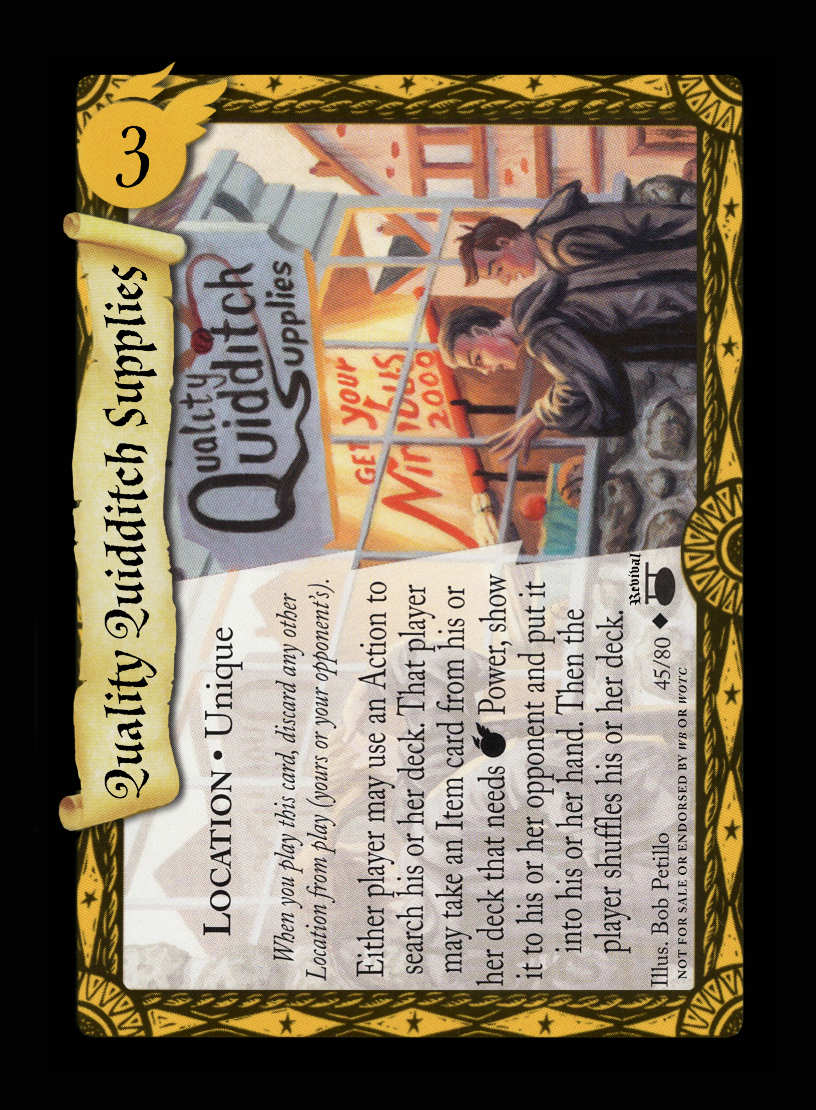 Quality Quidditch Supplies
3
LOCATION • Unique
When you play this card, discard any other
Location from play (yours or your opponent's).
Either player may use an Action to
search his or her deck. That player
may take an Item card from his or
her deck that needs Power, show
it to his or her opponent and put it
into his or her hand. Then the
player shuffles his or her deck.
Illus. Bob Petillo 45/80
Revival
NOT FOR SALE OR ENDORSED BY WB OR WOTC
Quality
Quidditch
Supplies
GET YOUR
NIMBUS
2000